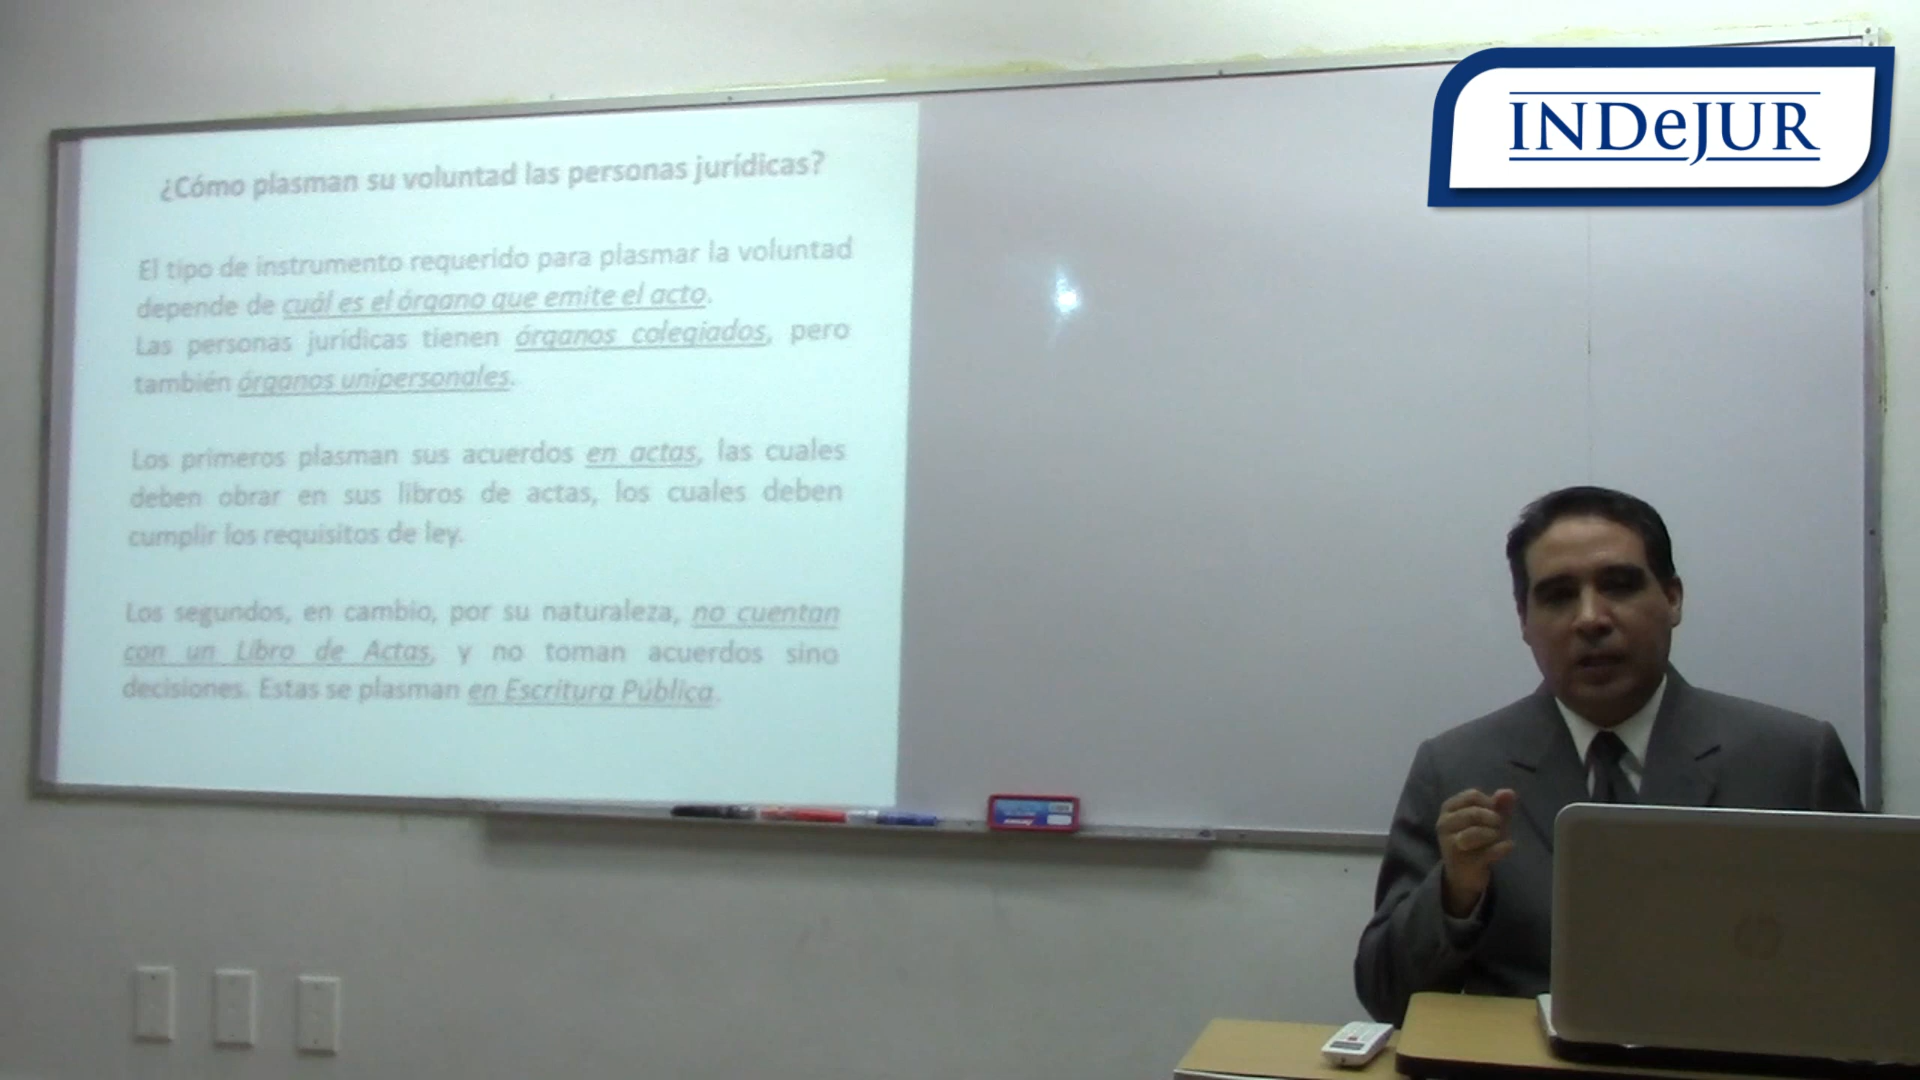 INDeJUR
¿Cómo plasman su voluntad las personas jurídicas?
El tipo de instrumento requerido para plasmar la voluntad
depende de cuál es el órgano que emite el acto.
Las personas jurídicas tienen órganos colegiados, pero
también órganos unipersonales.
Los primeros plasman sus acuerdos en actas, las cuales
deben obrar en sus libros de actas, los cuales deben
cumplir los requisitos de ley.
Los segundos, en cambio, por su naturaleza, no cuentan
con un Libro de Actas, y no toman acuerdos sino
decisiones. Estas se plasman en Escritura Pública.
hp